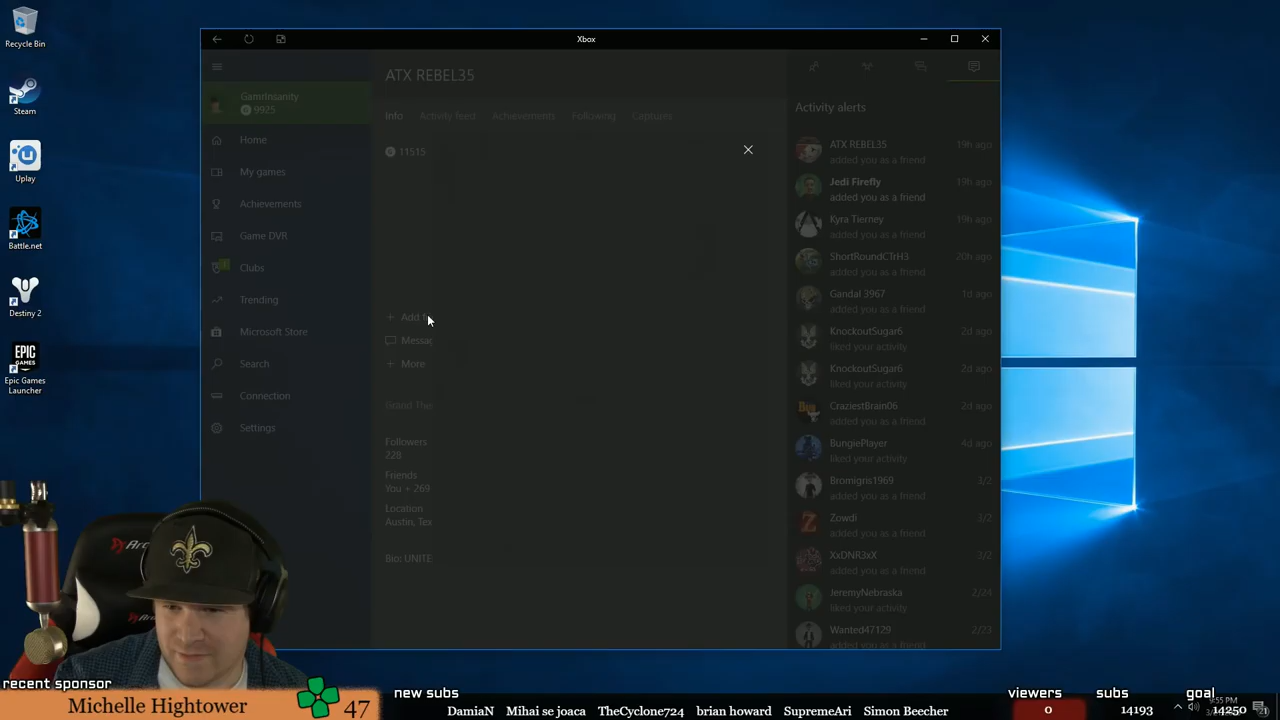 Recycle Bin
Steam
Uplay
Battle.net
Destiny 2
EPIC
GAMES
Epic Games
Launcher
Xbox
GamrInsanity
9925
Home
My games
Achievements
Game DVR
Clubs
Trending
Microsoft Store
Search
Connection
Settings
ATX REBEL35
Info Activity feed Achievements Following Captures
11515
Add
Messag
More
Grand Thef
Followers
228
Friends
You + 269
Location
Austin, Tex
Bio: UNITE
Activity alerts
ATX REBEL35 19h ago
added you as a friend
Jedi Firefly 19h ago
added you as a friend
Kyra Tierney 19h ago
added you as a friend
ShortRoundCTrH3 20h ago
added you as a friend
Gandal 3967 1d ago
added you as a friend
KnockoutSugar6 2d ago
liked your activity
KnockoutSugar6 2d ago
liked your activity
CraziestBrain06 2d ago
added you as a friend
BungiePlayer 4d ago
liked your activity
Bromigris1969 3/2
added you as a friend
Zowdi 3/2
added you as a friend
XxDNR3xX 3/2
added you as a friend
JeremyNebraska 2/24
liked your activity
Wanted47129 2/23
added you as a friend
recent sponsor
Michelle Hightower 47
new subs
DamiaN Mihai se joaca TheCyclone724 brian howard SupremeAri Simon Beecher
viewers subs goal
0 14193 14250